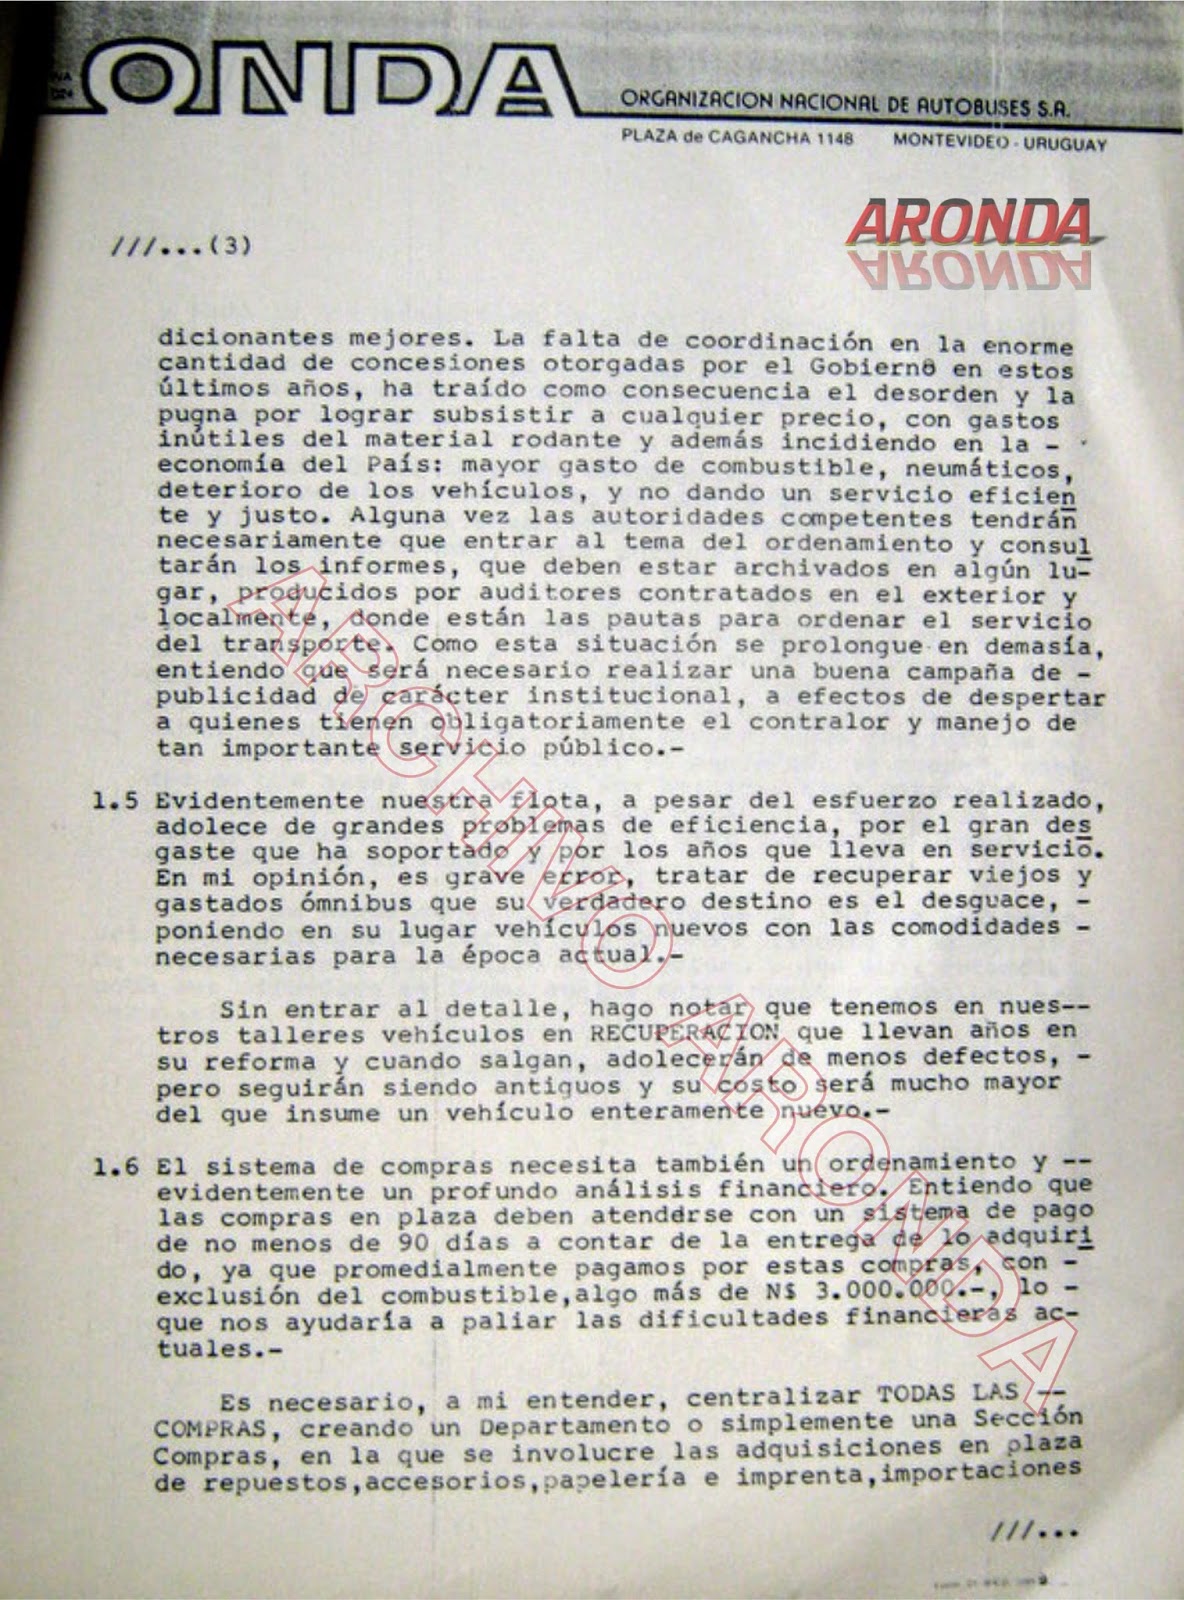 ONDA
ORGANIZACION NACIONAL DE AUTOBUSES S.A.
PLAZA de CAGANCHA 1148 MONTEVIDEO - URUGUAY
ARONDA
///...(3)
dicionantes mejores. La falta de coordinación en la enorme
cantidad de concesiones otorgadas por el Gobierno en estos
últimos años, ha traído como consecuencia el desorden y la
pugna por lograr subsistir a cualquier precio, con gastos
inútiles del material rodante y además incidiendo en la -
economía del País: mayor gasto de combustible, neumáticos,
deterioro de los vehículos, y no dando un servicio eficien
te y justo. Alguna vez las autoridades competentes tendrán
necesariamente que entrar al tema del ordenamiento y consul
tarán los informes, que deben estar archivados en algún lu-
gar, producidos por auditores contratados en el exterior y
localmente, donde están las pautas para ordenar el servicio
del transporte. Como esta situación se prolongue en demasía,
entiendo que será necesario realizar una buena campaña de -
publicidad de carácter institucional, a efectos de despertar
a quienes tienen obligatoriamente el contralor y manejo de
tan importante servicio público.-
1.5 Evidentemente nuestra flota, a pesar del esfuerzo realizado,
adolece de grandes problemas de eficiencia, por el gran des
gaste que ha soportado y por los años que lleva en servicio.
En mi opinión, es grave error, tratar de recuperar viejos y
gastados ómnibus que su verdadero destino es el desguace, -
poniendo en su lugar vehículos nuevos con las comodidades -
necesarias para la época actual.-
Sin entrar al detalle, hago notar que tenemos en nues--
tros talleres vehículos en RECUPERACION que llevan años en
su reforma y cuando salgan, adolecerán de menos defectos, -
pero seguirán siendo antiguos y su costo será mucho mayor
del que insume un vehículo enteramente nuevo.-
1.6 El sistema de compras necesita también un ordenamiento y --
evidentemente un profundo análisis financiero. Entiendo que
las compras en plaza deben atenderse con un sistema de pago
de no menos de 90 días a contar de la entrega de lo adquiri
do, ya que promedialmente pagamos por estas compras, con -
exclusión del combustible,algo más de N$ 3.000.000.-, lo -
que nos ayudaría a paliar las dificultades financieras ac-
tuales.-
Es necesario, a mi entender, centralizar TODAS LAS --
COMPRAS, creando un Departamento o simplemente una Sección
Compras, en la que se involucre las adquisiciones en plaza
de repuestos,accesorios,papelería e imprenta,importaciones
///...
ARCHIVO ARONDA